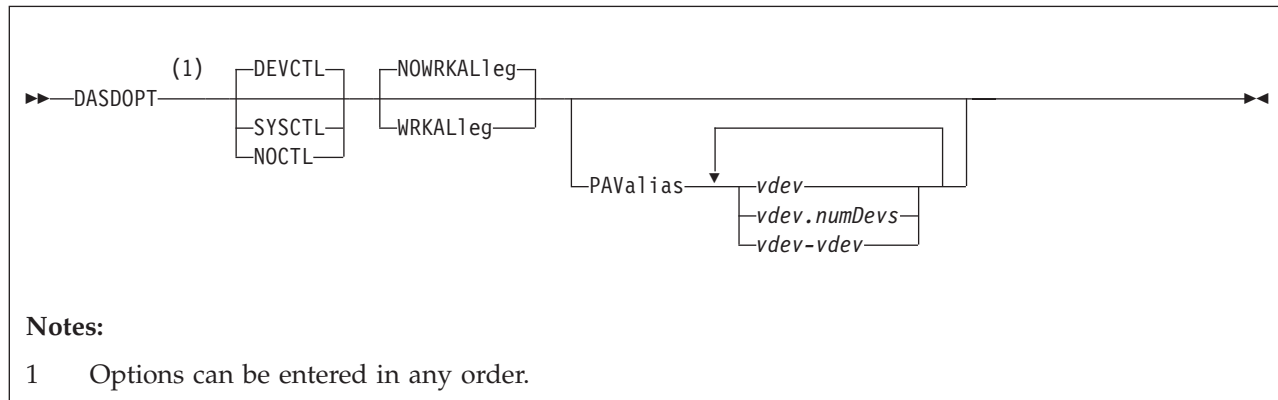 (1) DEVCTL NOWRKALleg
DASDOPT
SYSCTL WRKALleg
NOCTL
PAValias vdev
vdev.numDevs
vdev-vdev
Notes:
1 Options can be entered in any order.